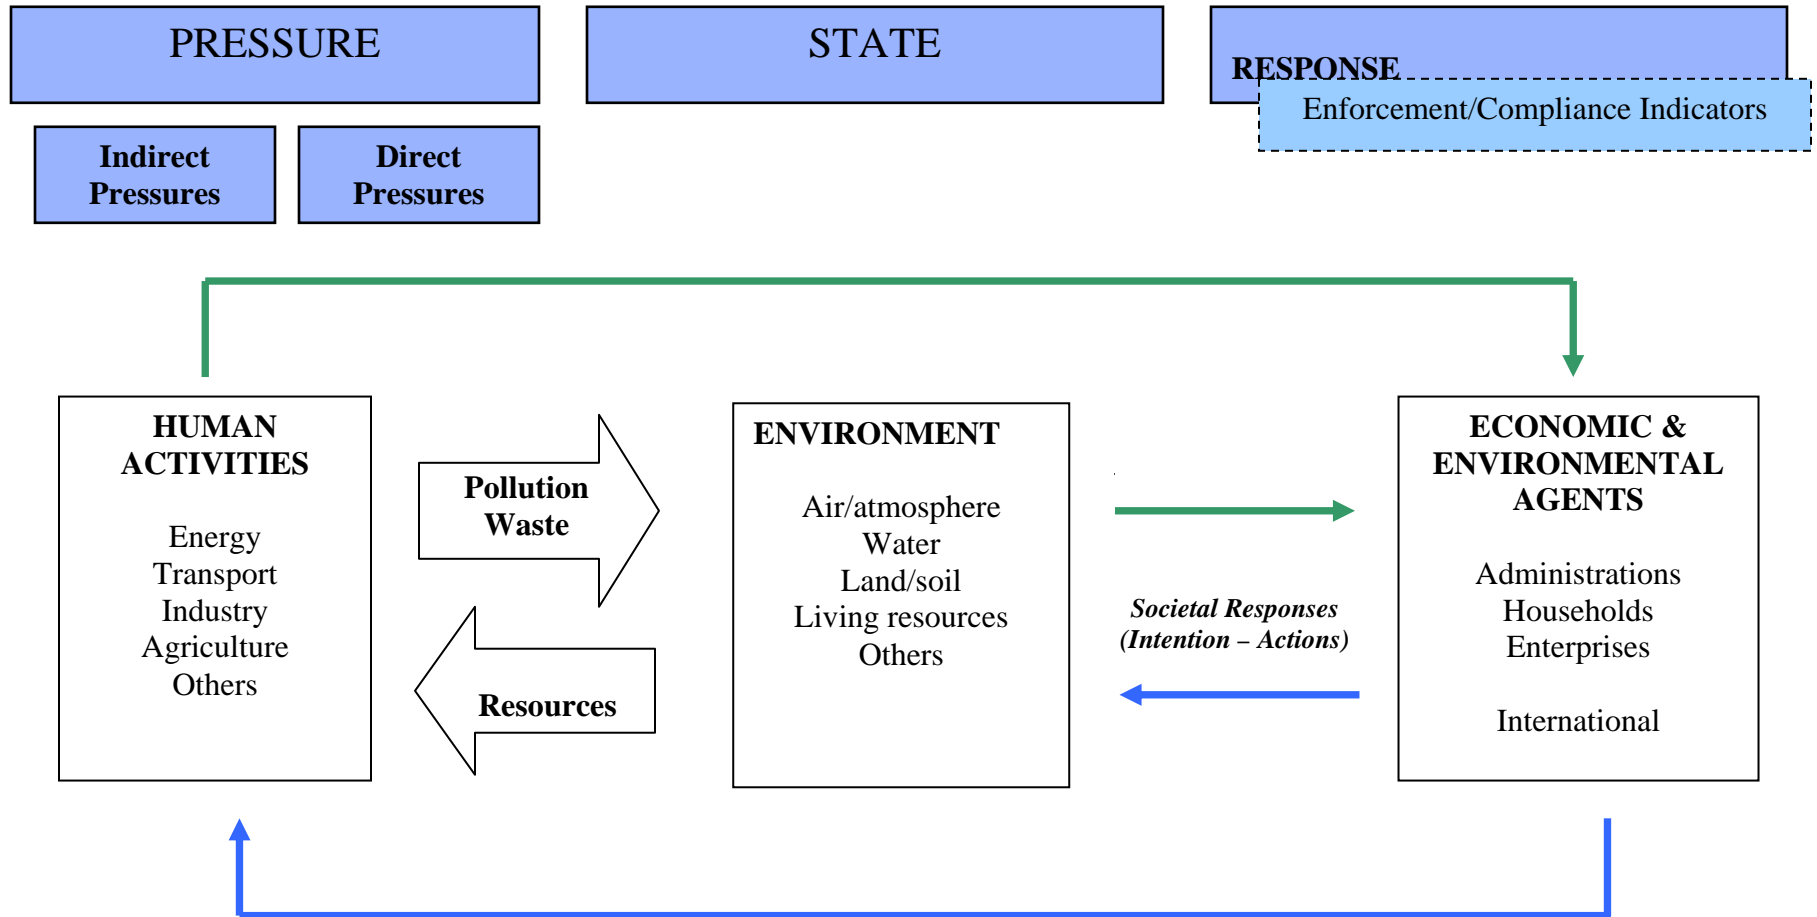 PRESSURE
STATE
RESPONSE
Enforcement/Compliance Indicators
Indirect
Pressures
Direct
Pressures
HUMAN
ACTIVITIES
Energy
Transport
Industry
Agriculture
Others
Pollution
Waste
Resources
ENVIRONMENT
Air/atmosphere
Water
Land/soil
Living resources
Others
Societal Responses
(Intention – Actions)
ECONOMIC &
ENVIRONMENTAL
AGENTS
Administrations
Households
Enterprises
International